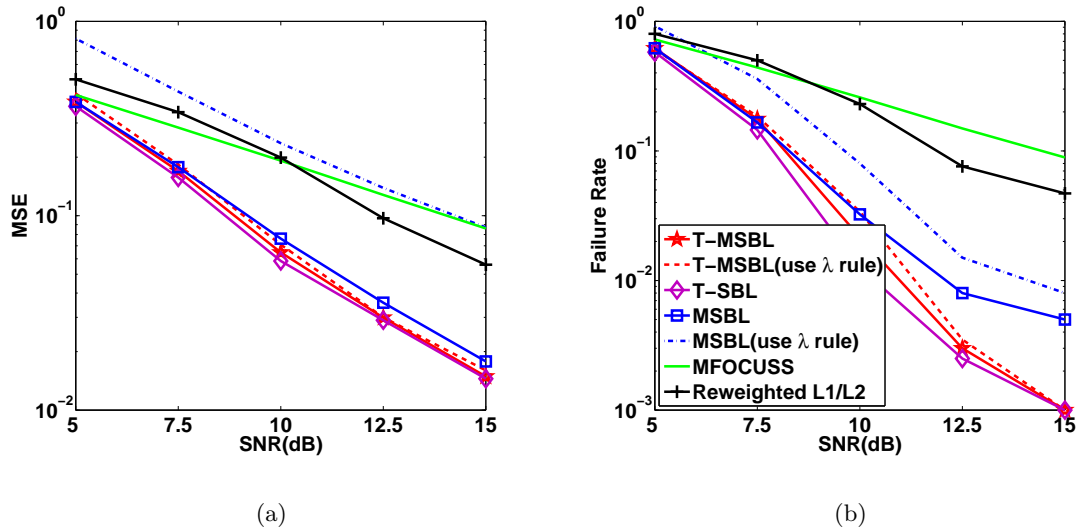 10^0
10^-1
10^-2
MSE
5
7.5
10
12.5
15
SNR(dB)
(a)
10^0
10^-1
10^-2
10^-3
Failure Rate
T-MSBL
T-MSBL(use λ rule)
T-SBL
MSBL
MSBL(use λ rule)
MFOCUSS
Reweighted L1/L2
5
7.5
10
12.5
15
SNR(dB)
(b)